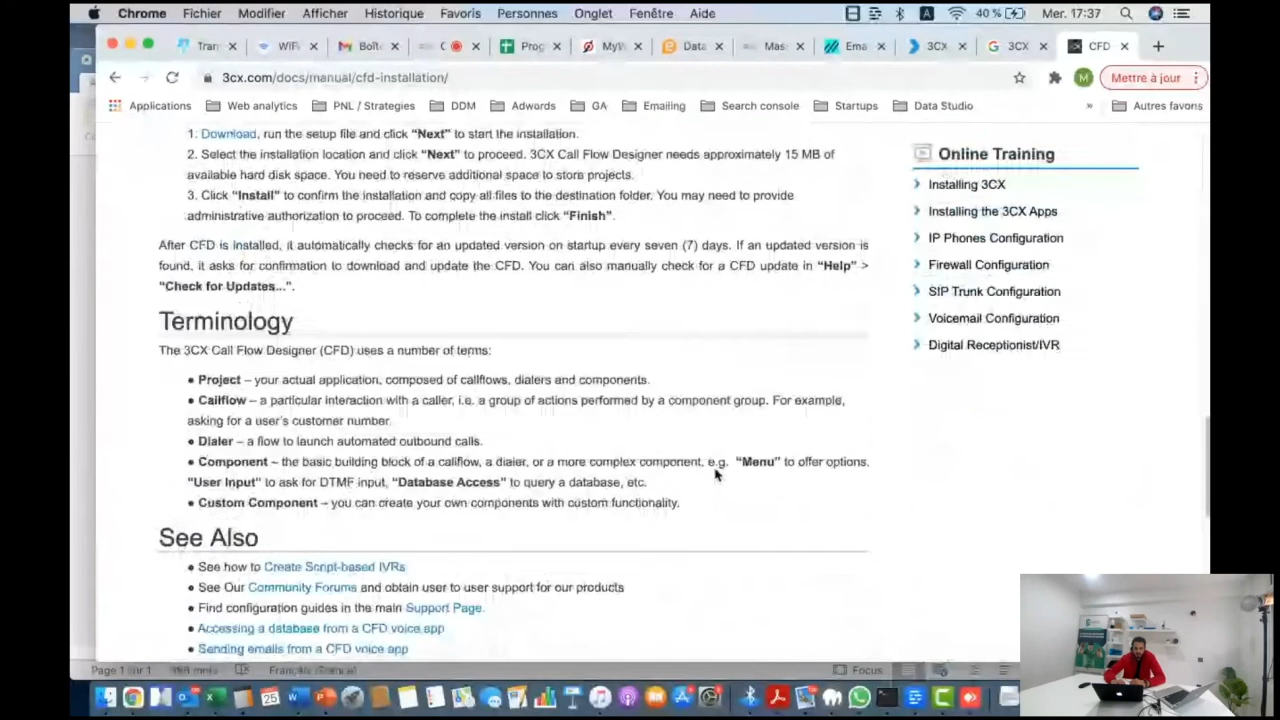 Chrome Fichier Modifier Afficher Historique Favoris Personnes Onglet Fenêtre Aide 40 % Mer. 17:37
Tran WiFi Boît Prog MyW Data Mas Ema 3CX 3CX CFD
3cx.com/docs/manual/cfd-installation/ M Mettre à jour
Applications Web analytics PNL / Strategies DDM Adwords GA Emailing Search console Startups Data Studio » Autres favoris
1. Download, run the setup file and click “Next” to start the installation.
2. Select the installation location and click “Next” to proceed. 3CX Call Flow Designer needs approximately 15 MB of
available hard disk space. You need to reserve additional space to store projects.
3. Click “Install” to confirm the installation and copy all files to the destination folder. You may need to provide
administrative authorization to proceed. To complete the install click “Finish”.
After CFD is installed, it automatically checks for an updated version on startup every seven (7) days. If an updated version is
found, it asks for confirmation to download and update the CFD. You can also manually check for a CFD update in “Help” >
“Check for Updates...”.
Terminology
The 3CX Call Flow Designer (CFD) uses a number of terms:
• Project – your actual application, composed of callflows, dialers and components.
• Callflow – a particular interaction with a caller, i.e. a group of actions performed by a component group. For example,
asking for a user’s customer number.
• Dialer – a flow to launch automated outbound calls.
• Component – the basic building block of a callflow, a dialer, or a more complex component, e.g. “Menu” to offer options,
“User Input” to ask for DTMF input, “Database Access” to query a database, etc.
• Custom Component – you can create your own components with custom functionality.
See Also
• See how to Create Script-based IVRs
• See Our Community Forums and obtain user to user support for our products
• Find configuration guides in the main Support Page.
• Accessing a database from a CFD voice app
• Sending emails from a CFD voice app
Online Training
Installing 3CX
Installing the 3CX Apps
IP Phones Configuration
Firewall Configuration
SIP Trunk Configuration
Voicemail Configuration
Digital Receptionist/IVR
Page 1 sur 1 Focus
25